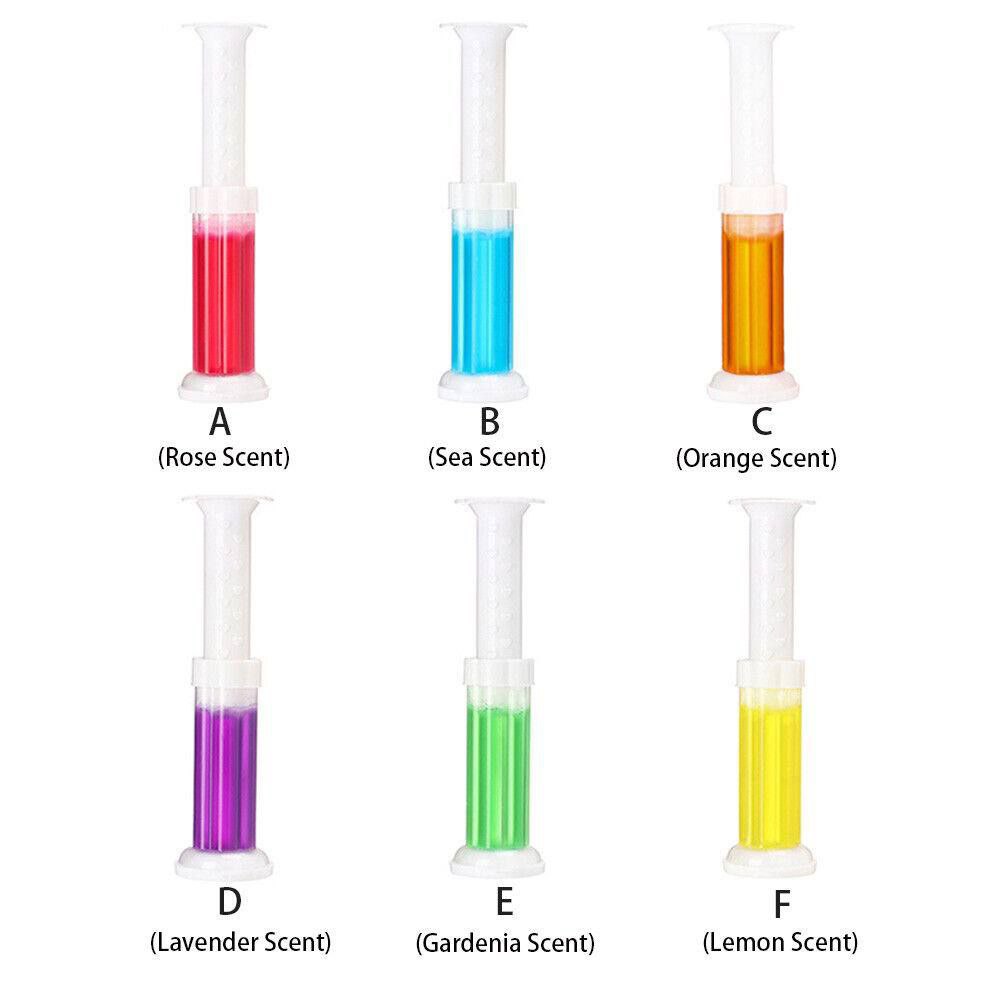 A
(Rose Scent)
B
(Sea Scent)
C
(Orange Scent)
D
(Lavender Scent)
E
(Gardenia Scent)
F
(Lemon Scent)